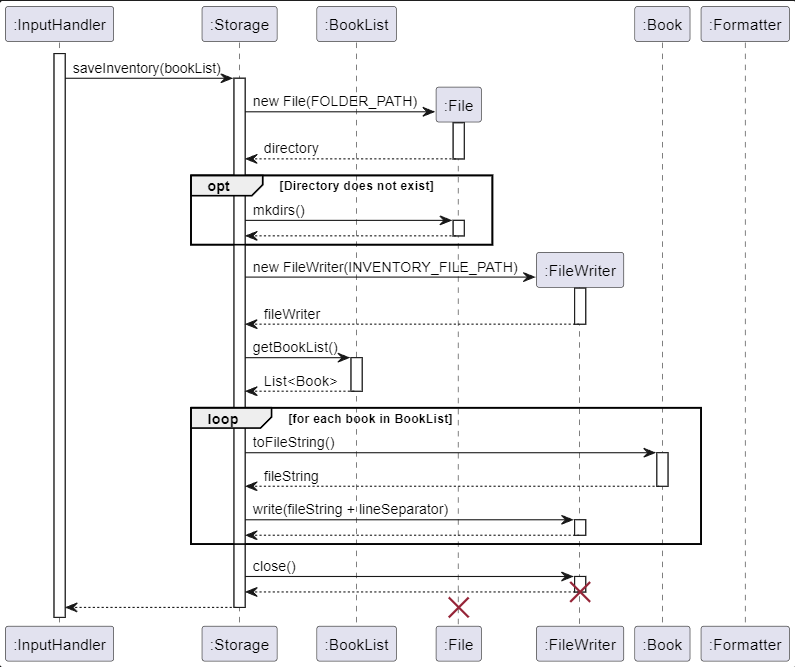 :InputHandler
:Storage
:BookList
:Book
:Formatter
saveInventory(bookList)
new File(FOLDER_PATH)
:File
directory
opt
[Directory does not exist]
mkdirs()
new FileWriter(INVENTORY_FILE_PATH)
:FileWriter
fileWriter
getBookList()
List<Book>
loop
[for each book in BookList]
toFileString()
fileString
write(fileString + lineSeparator)
close()
:InputHandler
:Storage
:BookList
:File
:FileWriter
:Book
:Formatter